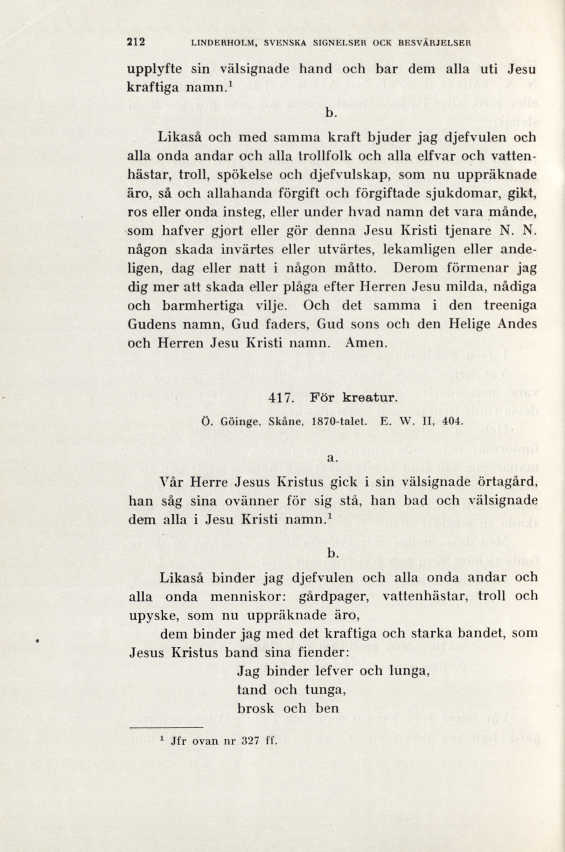 212 LINDERHOLM, SVENSKA SIGNELSER OCK BESVÄRJELSER
upplyfte sin välsignade hand och bar dem alla uti Jesu
kraftiga namn.¹
b.
Likaså och med samma kraft bjuder jag djefvulen och
alla onda andar och alla trollfolk och alla elfvar och vatten-
hästar, troll, spökelse och djefvulskap, som nu uppräknade
äro, så och allahanda förgift och förgiftade sjukdomar, gikt,
ros eller onda insteg, eller under hvad namn det vara månde,
som hafver gjort eller gör denna Jesu Kristi tjenare N. N.
någon skada invärtes eller utvärtes, lekamligen eller ande-
ligen, dag eller natt i någon måtto. Derom förmenar jag
dig mer att skada eller plåga efter Herren Jesu milda, nådiga
och barmhertiga vilje. Och det samma i den treeniga
Gudens namn, Gud faders, Gud sons och den Helige Andes
och Herren Jesu Kristi namn. Amen.
417. För kreatur.
Ö. Göinge, Skåne, 1870-talet. E. W. II, 404.
a.
Vår Herre Jesus Kristus gick i sin välsignade örtagård,
han såg sina ovänner för sig stå, han bad och välsignade
dem alla i Jesu Kristi namn.¹
b.
Likaså binder jag djefvulen och alla onda andar och
alla onda menniskor: gårdpager, vattenhästar, troll och
upyske, som nu uppräknade äro,
dem binder jag med det kraftiga och starka bandet, som
Jesus Kristus band sina fiender:
Jag binder lefver och lunga,
tand och tunga,
brosk och ben
¹ Jfr ovan nr 327 ff.